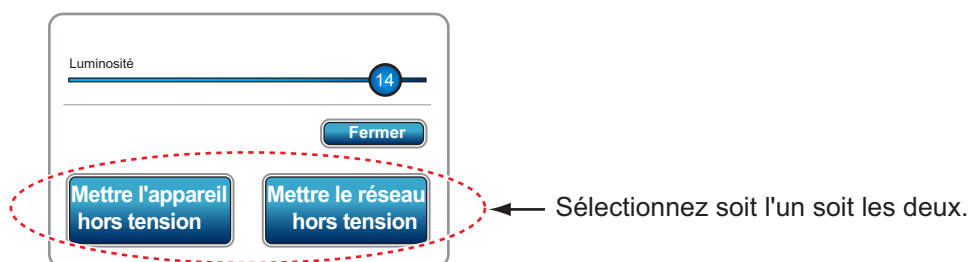 Luminosité
14
Fermer
Mettre l'appareil
hors tension
Mettre le réseau
hors tension
Sélectionnez soit l'un soit les deux.